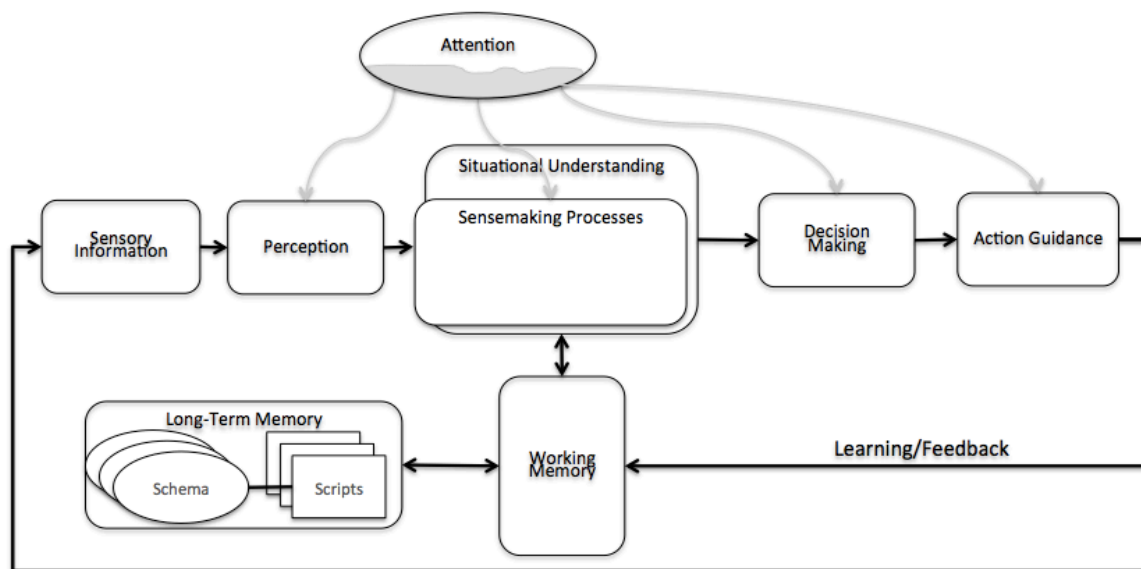 Attention
Situational Understanding
Sensemaking Processes
Sensory
Information
Perception
Decision
Making
Action Guidance
Long-Term Memory
Schema
Scripts
Working
Memory
Learning/Feedback